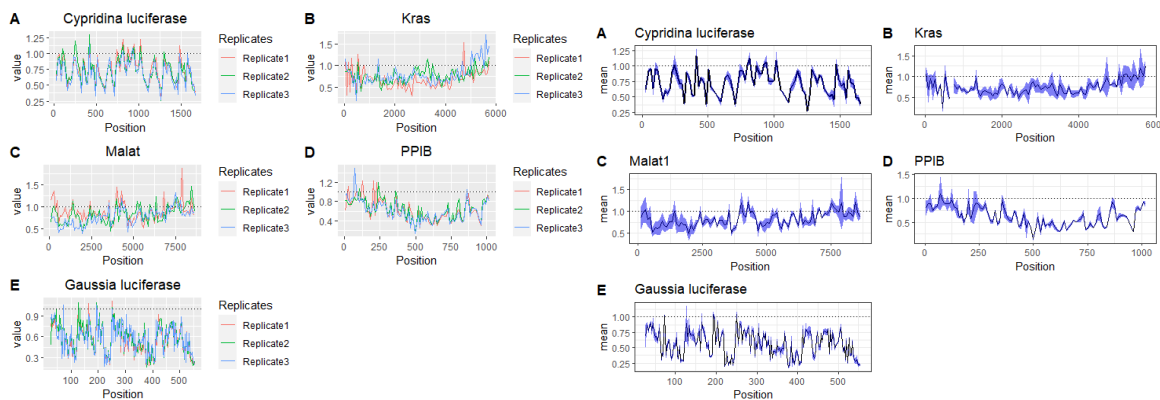 A Cypridina luciferase
value
1.25
1.00
0.75
0.50
0.25
0 500 1000 1500
Position
Replicates
Replicate1
Replicate2
Replicate3
B Kras
value
1.5
1.0
0.5
0 2000 4000 6000
Position
Replicates
Replicate1
Replicate2
Replicate3
C Malat
value
1.5
1.0
0.5
0 2500 5000 7500
Position
Replicates
Replicate1
Replicate2
Replicate3
D PPIB
value
1.2
0.8
0.4
0 250 500 750 1000
Position
Replicates
Replicate1
Replicate2
Replicate3
E Gaussia luciferase
value
0.9
0.6
0.3
100 200 300 400 500
Position
Replicates
Replicate1
Replicate2
Replicate3
A Cypridina luciferase
mean
1.25
1.00
0.75
0.50
0.25
0 500 1000 1500
Position
B Kras
mean
1.5
1.0
0.5
0 2000 4000 6000
Position
C Malat1
mean
1.5
1.0
0.5
0 2500 5000 7500
Position
D PPIB
mean
1.0
0.5
0 250 500 750 1000
Position
E Gaussia luciferase
mean
1.00
0.75
0.50
0.25
100 200 300 400 500
Position